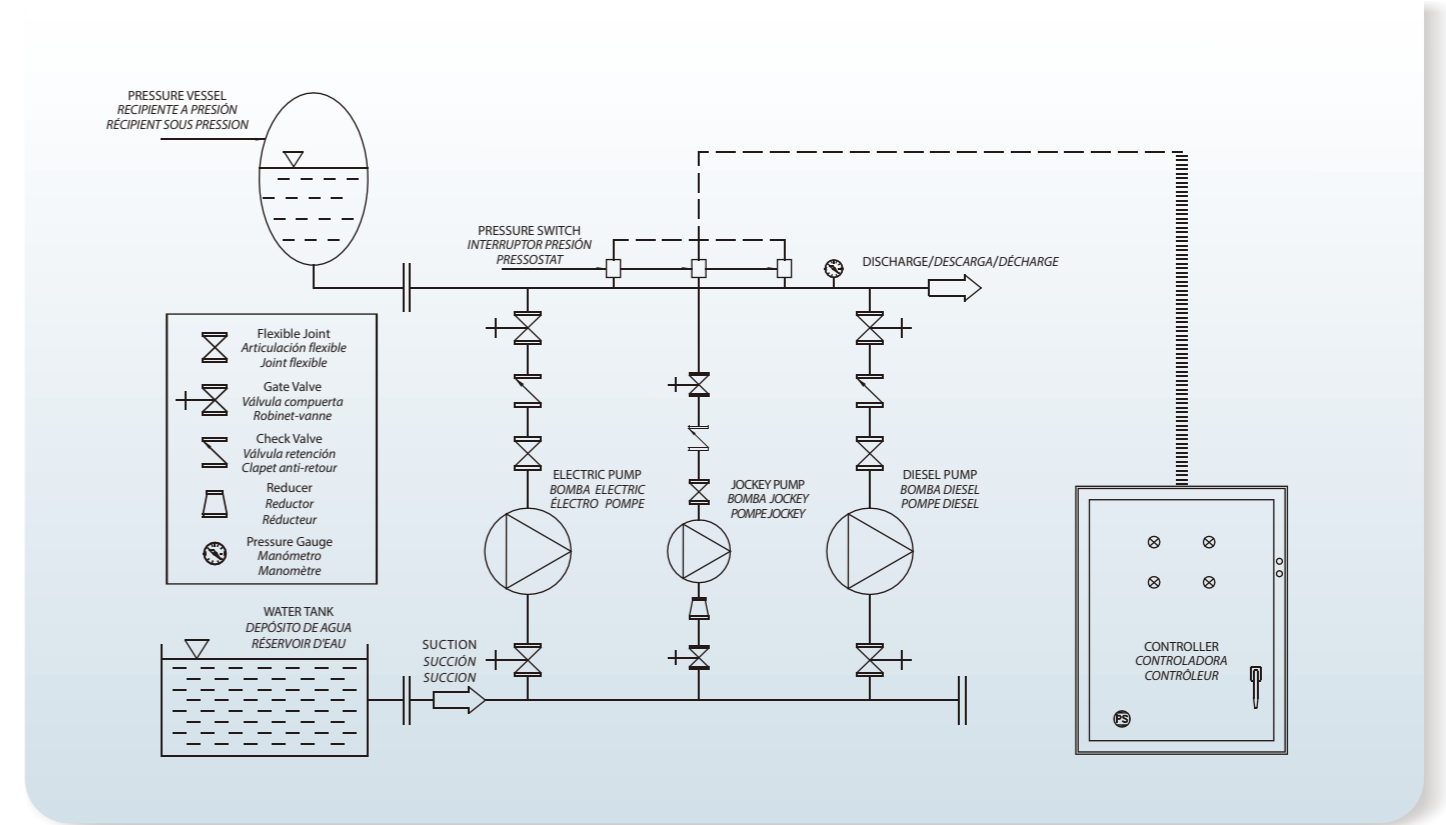 PRESSURE VESSEL
RECIPIENTE A PRESIÓN
RÉCIPIENT SOUS PRESSION
PRESSURE SWITCH
INTERRUPTOR PRESIÓN
PRESSOSTAT
DISCHARGE/DESCARGA/DÉCHARGE
Flexible Joint
Articulación flexible
Joint flexible
Gate Valve
Válvula compuerta
Robinet-vanne
Check Valve
Válvula retención
Clapet anti-retour
Reducer
Reductor
Réducteur
Pressure Gauge
Manómetro
Manomètre
ELECTRIC PUMP
BOMBA ELECTRIC
ÉLECTRO POMPE
JOCKEY PUMP
BOMBA JOCKEY
POMPE JOCKEY
DIESEL PUMP
BOMBA DIESEL
POMPE DIESEL
WATER TANK
DEPÓSITO DE AGUA
RÉSERVOIR D'EAU
SUCTION
SUCCIÓN
SUCCION
CONTROLLER
CONTROLADORA
CONTRÔLEUR
PS